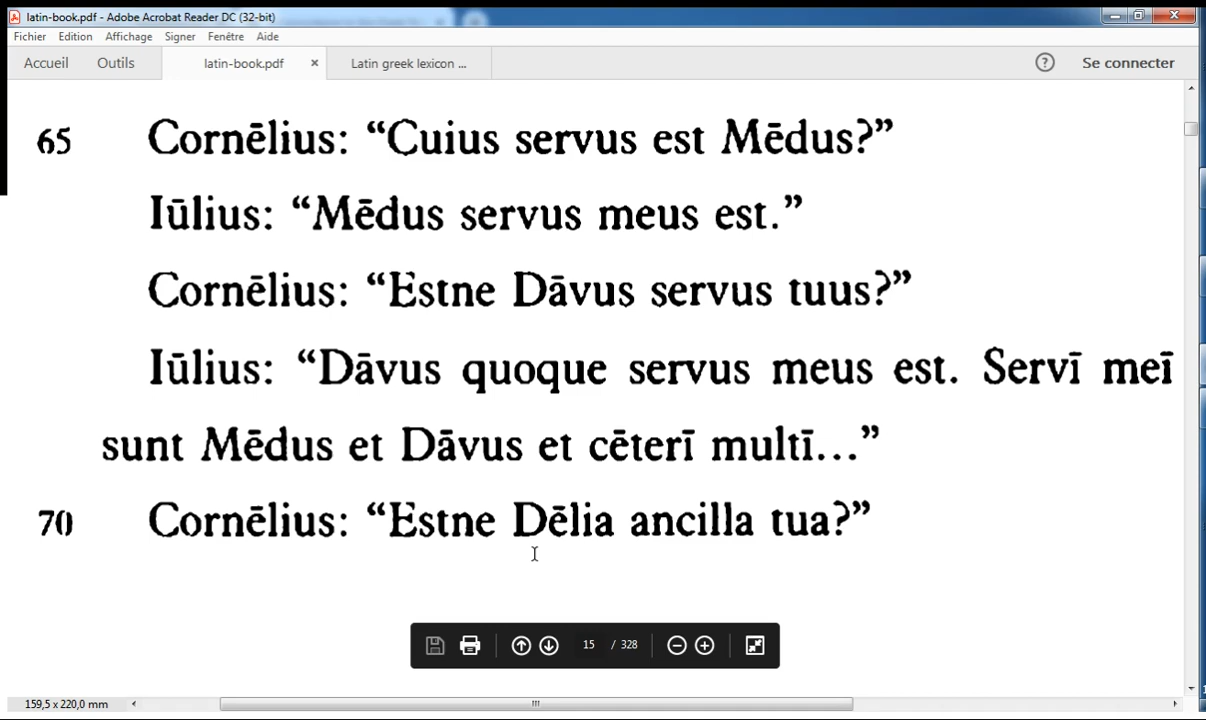 latin-book.pdf - Adobe Acrobat Reader DC (32-bit)
Fichier Edition Affichage Signer Fenêtre Aide
Accueil Outils latin-book.pdf × Latin greek lexicon ... ? Se connecter
65 Cornēlius: “Cuius servus est Mēdus?”
Iūlius: “Mēdus servus meus est.”
Cornēlius: “Estne Dāvus servus tuus?”
Iūlius: “Dāvus quoque servus meus est. Servī meī
sunt Mēdus et Dāvus et cēterī multī...”
70 Cornēlius: “Estne Dēlia ancilla tua?”
15 / 328
159,5 x 220,0 mm